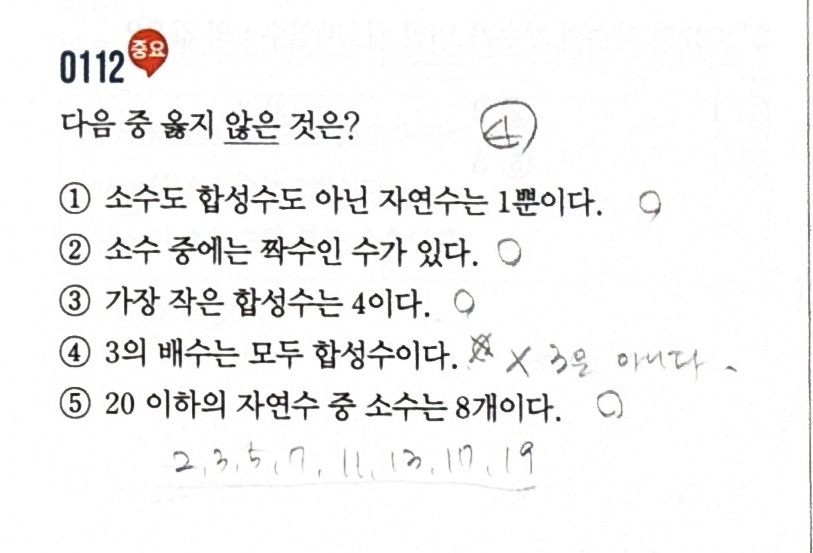 0112 중요
다음 중 옳지 않은 것은? ④
① 소수도 합성수도 아닌 자연수는 1뿐이다. ○
② 소수 중에는 짝수인 수가 있다. ○
③ 가장 작은 합성수는 4이다. ○
④ 3의 배수는 모두 합성수이다. × 3은 아니다.
⑤ 20 이하의 자연수 중 소수는 8개이다. ○
2, 3, 5, 7, 11, 13, 17, 19